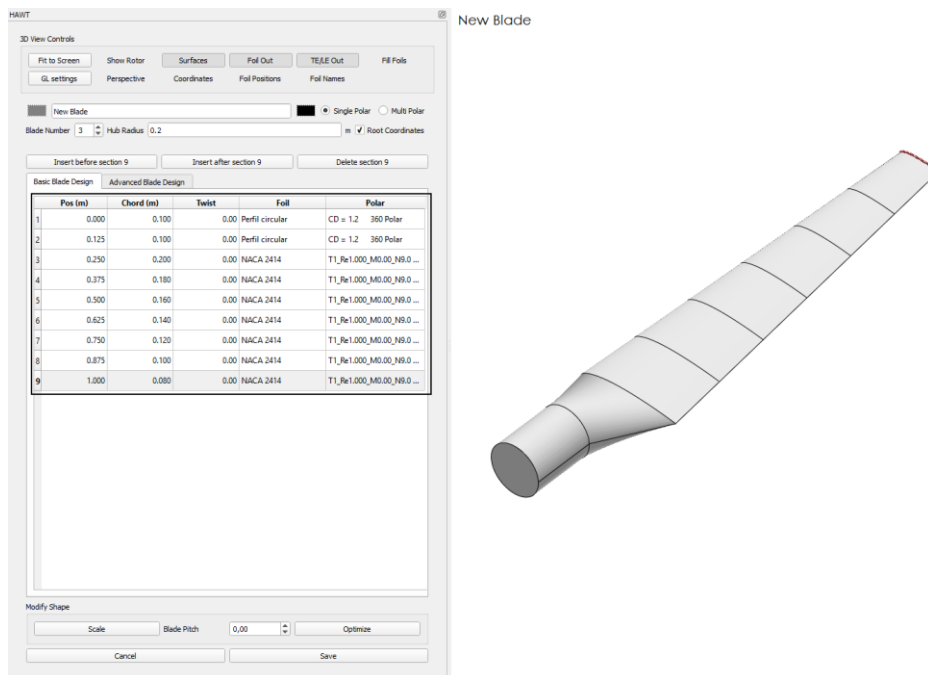 HAWT
New Blade
3D View Controls
Fit to Screen Show Rotor Surfaces Foil Out TE/LE Out Fill Foils
GL settings Perspective Coordinates Foil Positions Foil Names
New Blade Single Polar Multi Polar
Blade Number 3 Hub Radius 0.2 m Root Coordinates
Insert before section 9 Insert after section 9 Delete section 9
Basic Blade Design Advanced Blade Design
Pos (m) Chord (m) Twist Foil Polar
1 0.000 0.100 0.00 Perfil circular CD = 1.2 360 Polar
2 0.125 0.100 0.00 Perfil circular CD = 1.2 360 Polar
3 0.250 0.200 0.00 NACA 2414 T1_Re1.000_M0.00_N9.0 ...
4 0.375 0.180 0.00 NACA 2414 T1_Re1.000_M0.00_N9.0 ...
5 0.500 0.160 0.00 NACA 2414 T1_Re1.000_M0.00_N9.0 ...
6 0.625 0.140 0.00 NACA 2414 T1_Re1.000_M0.00_N9.0 ...
7 0.750 0.120 0.00 NACA 2414 T1_Re1.000_M0.00_N9.0 ...
8 0.875 0.100 0.00 NACA 2414 T1_Re1.000_M0.00_N9.0 ...
9 1.000 0.080 0.00 NACA 2414 T1_Re1.000_M0.00_N9.0 ...
Modify Shape
Scale Blade Pitch 0,00 Optimize
Cancel Save